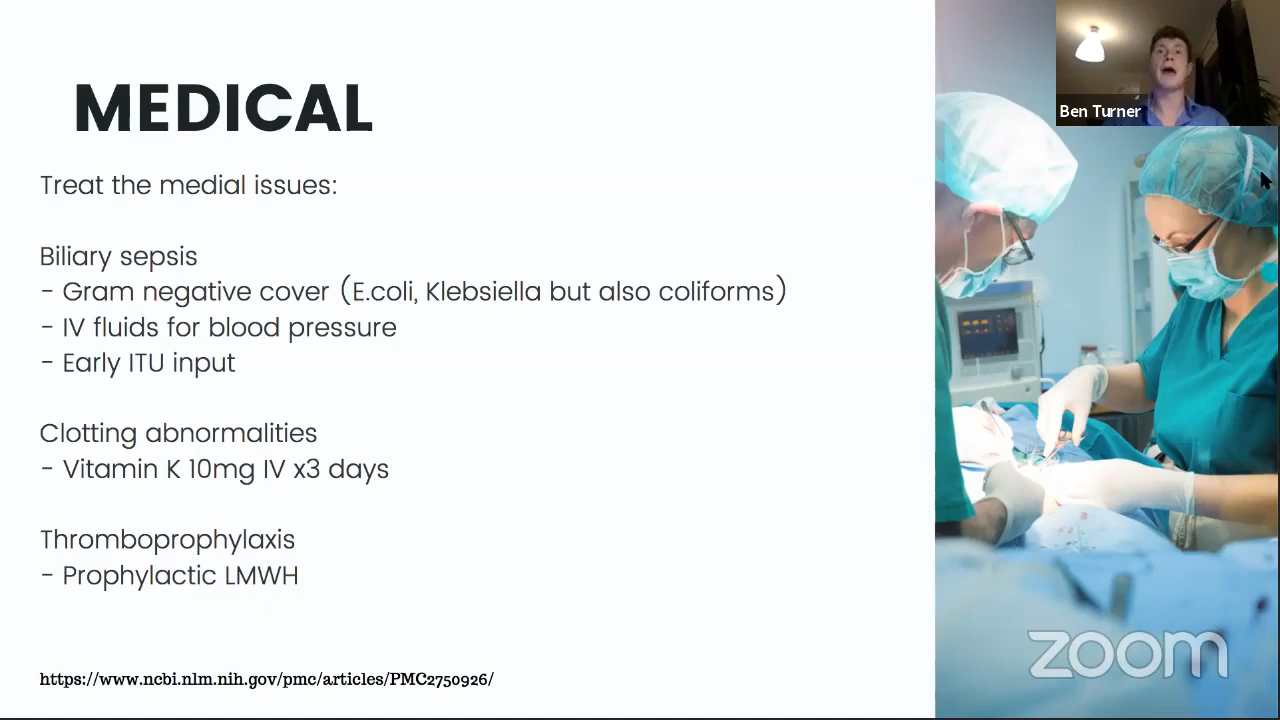 MEDICAL
Treat the medial issues:
Biliary sepsis
- Gram negative cover (E.coli, Klebsiella but also coliforms)
- IV fluids for blood pressure
- Early ITU input
Clotting abnormalities
- Vitamin K 10mg IV x3 days
Thromboprophylaxis
- Prophylactic LMWH
https://www.ncbi.nlm.nih.gov/pmc/articles/PMC2750926/
Ben Turner
zoom